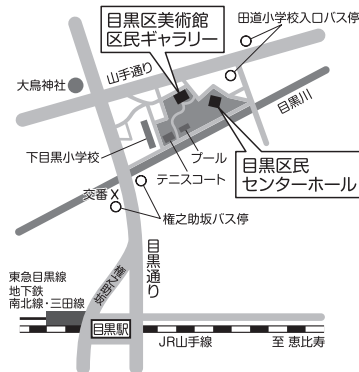 目黒区美術館
区民ギャラリー
田道小学校入口バス停
山手通り
大鳥神社
目黒川
下目黒小学校
プール
テニスコート
目黒区民
センターホール
交番X
権之助坂バス停
目黒通り
権之助坂
東急目黒線
地下鉄
南北線・三田線
目黒駅
JR山手線
至 恵比寿